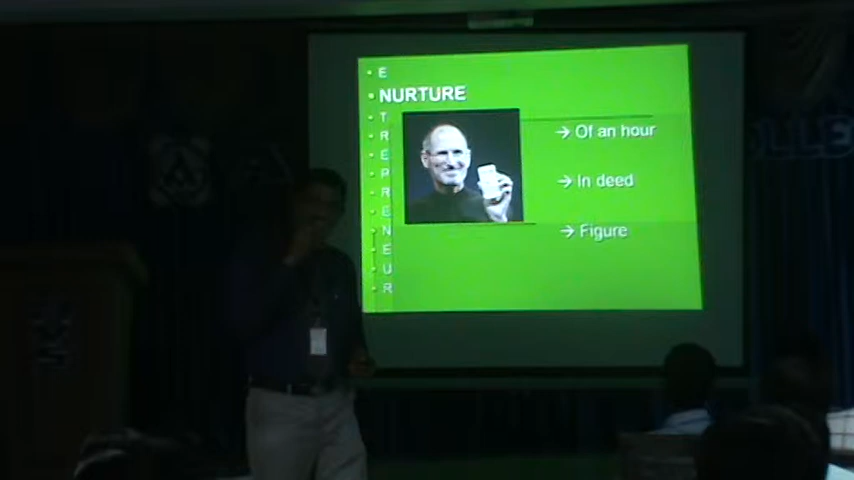 E
NURTURE
T
R
E
P
R
E
N
E
U
R
→ Of an hour
→ In deed
→ Figure